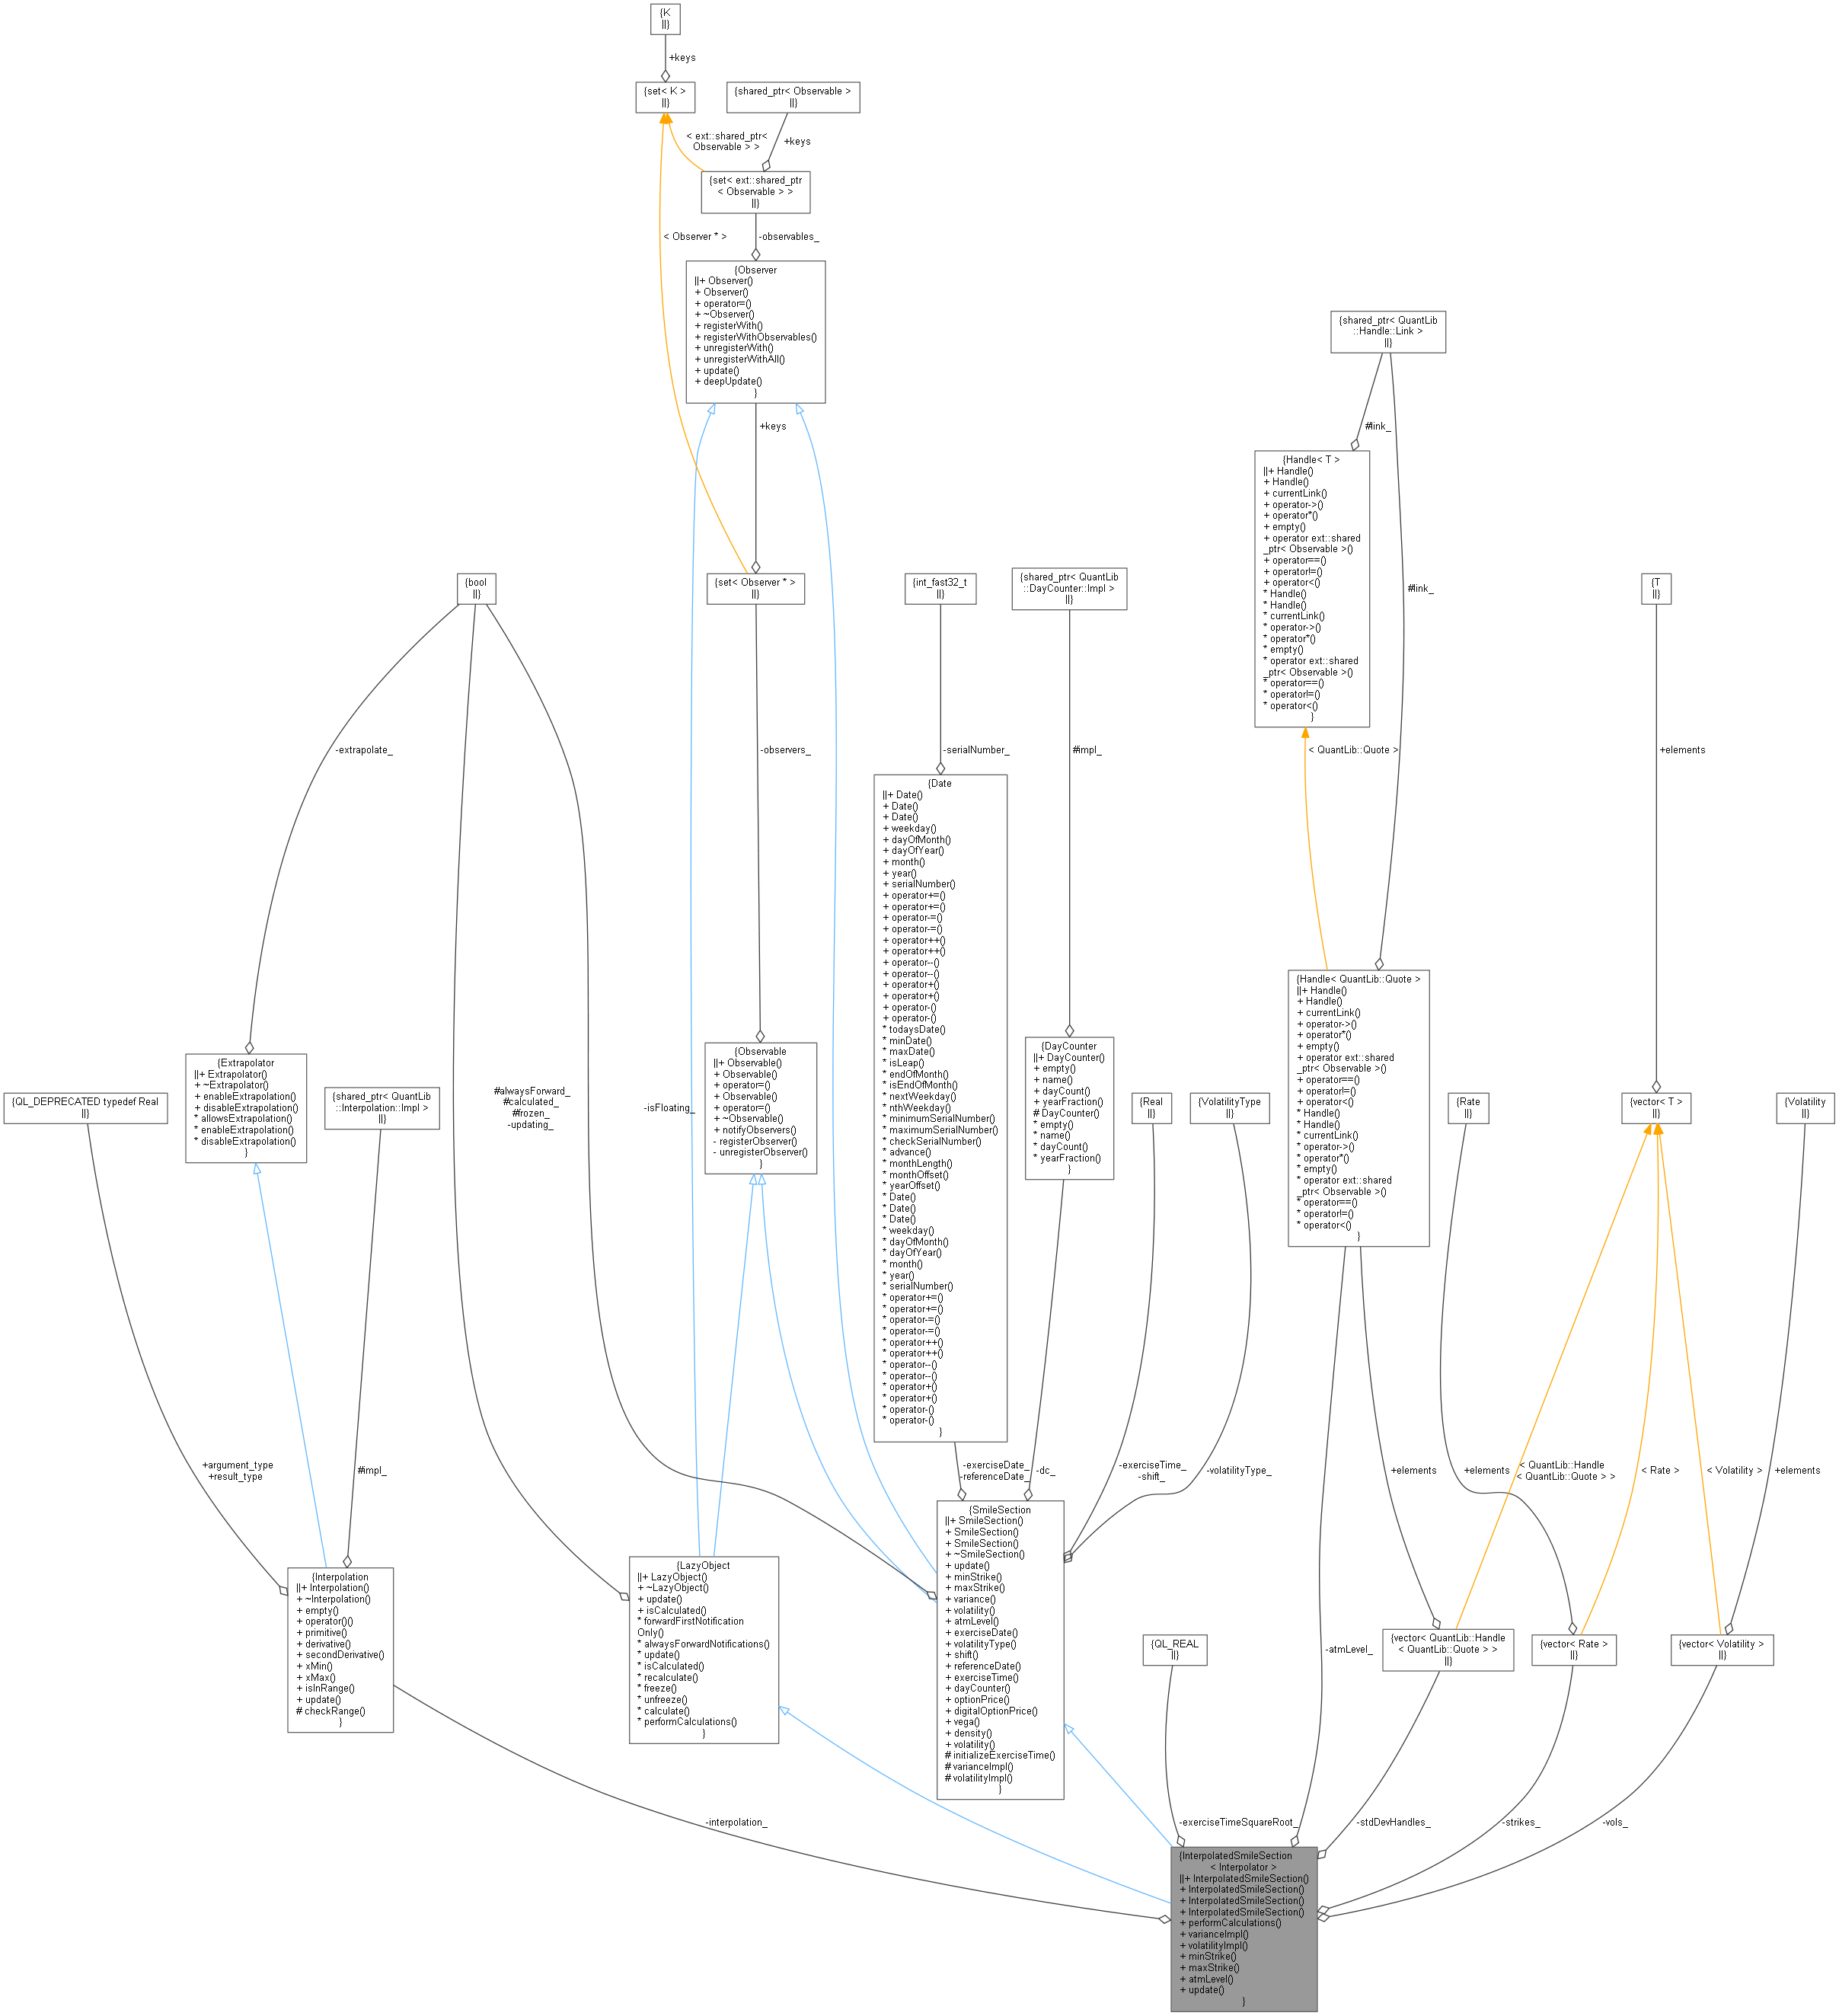 {K
||}
+keys
{set< K >
||}
{shared_ptr< Observable >
||}
< ext::shared_ptr<
Observable > >
+keys
{set< ext::shared_ptr
< Observable > >
||}
< Observer * >
-observables_
{Observer
||+ Observer()
+ Observer()
+ operator=()
+ ~Observer()
+ registerWith()
+ registerWithObservables()
+ unregisterWith()
+ unregisterWithAll()
+ update()
+ deepUpdate()
}
{shared_ptr< QuantLib
::Handle::Link >
||}
+keys
#link_
{Handle< T >
||+ Handle()
+ Handle()
+ currentLink()
+ operator->()
+ operator*()
+ empty()
+ operator ext::shared
_ptr< Observable >()
+ operator==()
+ operator!=()
+ operator<()
* Handle()
* Handle()
* currentLink()
* operator->()
* operator*()
* empty()
* operator ext::shared
_ptr< Observable >()
* operator==()
* operator!=()
* operator<()
}
{bool
||}
{set< Observer * >
||}
{int_fast32_t
||}
{shared_ptr< QuantLib
::DayCounter::Impl >
||}
#link_
{T
||}
-extrapolate_
-observers_
-serialNumber_
#impl_
< QuantLib::Quote >
+elements
{Date
||+ Date()
+ Date()
+ Date()
+ weekday()
+ dayOfMonth()
+ dayOfYear()
+ month()
+ year()
+ serialNumber()
+ operator+=()
+ operator+=()
+ operator-=()
+ operator-=()
+ operator++()
+ operator++()
+ operator--()
+ operator--()
+ operator+()
+ operator+()
+ operator-()
+ operator-()
* todaysDate()
* minDate()
* maxDate()
* isLeap()
* endOfMonth()
* isEndOfMonth()
* nextWeekday()
* nthWeekday()
* minimumSerialNumber()
* maximumSerialNumber()
* checkSerialNumber()
* advance()
* monthLength()
* monthOffset()
* yearOffset()
* Date()
* Date()
* Date()
* weekday()
* dayOfMonth()
* dayOfYear()
* month()
* year()
* serialNumber()
* operator+=()
* operator+=()
* operator-=()
* operator-=()
* operator++()
* operator++()
* operator--()
* operator--()
* operator+()
* operator+()
* operator-()
* operator-()
}
{Handle< QuantLib::Quote >
||+ Handle()
+ Handle()
+ currentLink()
+ operator->()
+ operator*()
+ empty()
+ operator ext::shared
_ptr< Observable >()
+ operator==()
+ operator!=()
+ operator<()
* Handle()
* Handle()
* currentLink()
* operator->()
* operator*()
* empty()
* operator ext::shared
_ptr< Observable >()
* operator==()
* operator!=()
* operator<()
}
{Extrapolator
||+ Extrapolator()
+ ~Extrapolator()
+ enableExtrapolation()
+ disableExtrapolation()
* allowsExtrapolation()
* enableExtrapolation()
* disableExtrapolation()
}
{Observable
||+ Observable()
+ Observable()
+ operator=()
+ Observable()
+ operator=()
+ ~Observable()
+ notifyObservers()
- registerObserver()
- unregisterObserver()
}
{DayCounter
||+ DayCounter()
+ empty()
+ name()
+ dayCount()
+ yearFraction()
# DayCounter()
* empty()
* name()
* dayCount()
* yearFraction()
}
{QL_DEPRECATED typedef Real
||}
{shared_ptr< QuantLib
::Interpolation::Impl >
||}
#alwaysForward_
#calculated_
#frozen_
-updating_
-isFloating_
{Real
||}
{VolatilityType
||}
{Rate
||}
{vector< T >
||}
{Volatility
||}
+argument_type
+result_type
#impl_
-exerciseDate_
-referenceDate_
-dc_
-exerciseTime_
-shift_
-volatilityType_
+elements
+elements
< QuantLib::Handle
< QuantLib::Quote > >
< Rate >
< Volatility >
+elements
{SmileSection
||+ SmileSection()
+ SmileSection()
+ SmileSection()
+ ~SmileSection()
+ update()
+ minStrike()
+ maxStrike()
+ variance()
+ volatility()
+ atmLevel()
+ exerciseDate()
+ volatilityType()
+ shift()
+ referenceDate()
+ exerciseTime()
+ dayCounter()
+ optionPrice()
+ digitalOptionPrice()
+ vega()
+ density()
+ volatility()
# initializeExerciseTime()
# varianceImpl()
# volatilityImpl()
}
{Interpolation
||+ Interpolation()
+ ~Interpolation()
+ empty()
+ operator()()
+ primitive()
+ derivative()
+ secondDerivative()
+ xMin()
+ xMax()
+ isInRange()
+ update()
# checkRange()
}
{LazyObject
||+ LazyObject()
+ ~LazyObject()
+ update()
+ isCalculated()
* forwardFirstNotification
Only()
* alwaysForwardNotifications()
* update()
* isCalculated()
* recalculate()
* freeze()
* unfreeze()
* calculate()
* performCalculations()
}
{QL_REAL
||}
-atmLevel_
{vector< QuantLib::Handle
< QuantLib::Quote > >
||}
{vector< Rate >
||}
{vector< Volatility >
||}
-interpolation_
-exerciseTimeSquareRoot_
-stdDevHandles_
-strikes_
-vols_
{InterpolatedSmileSection
< Interpolator >
||+ InterpolatedSmileSection()
+ InterpolatedSmileSection()
+ InterpolatedSmileSection()
+ InterpolatedSmileSection()
+ performCalculations()
+ varianceImpl()
+ volatilityImpl()
+ minStrike()
+ maxStrike()
+ atmLevel()
+ update()
}